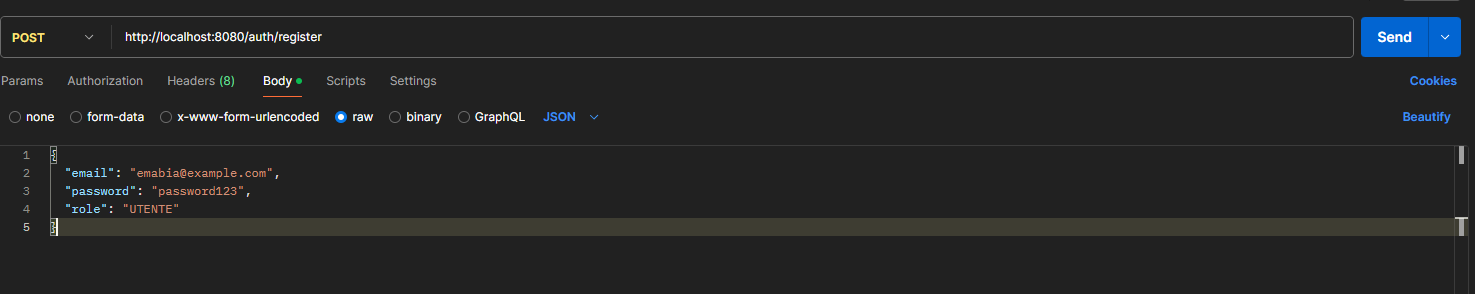 POST http://localhost:8080/auth/register Send
Params Authorization Headers (8) Body Scripts Settings Cookies
none form-data x-www-form-urlencoded raw binary GraphQL JSON Beautify
1 {
2 "email": "emabia@example.com",
3 "password": "password123",
4 "role": "UTENTE"
5 }